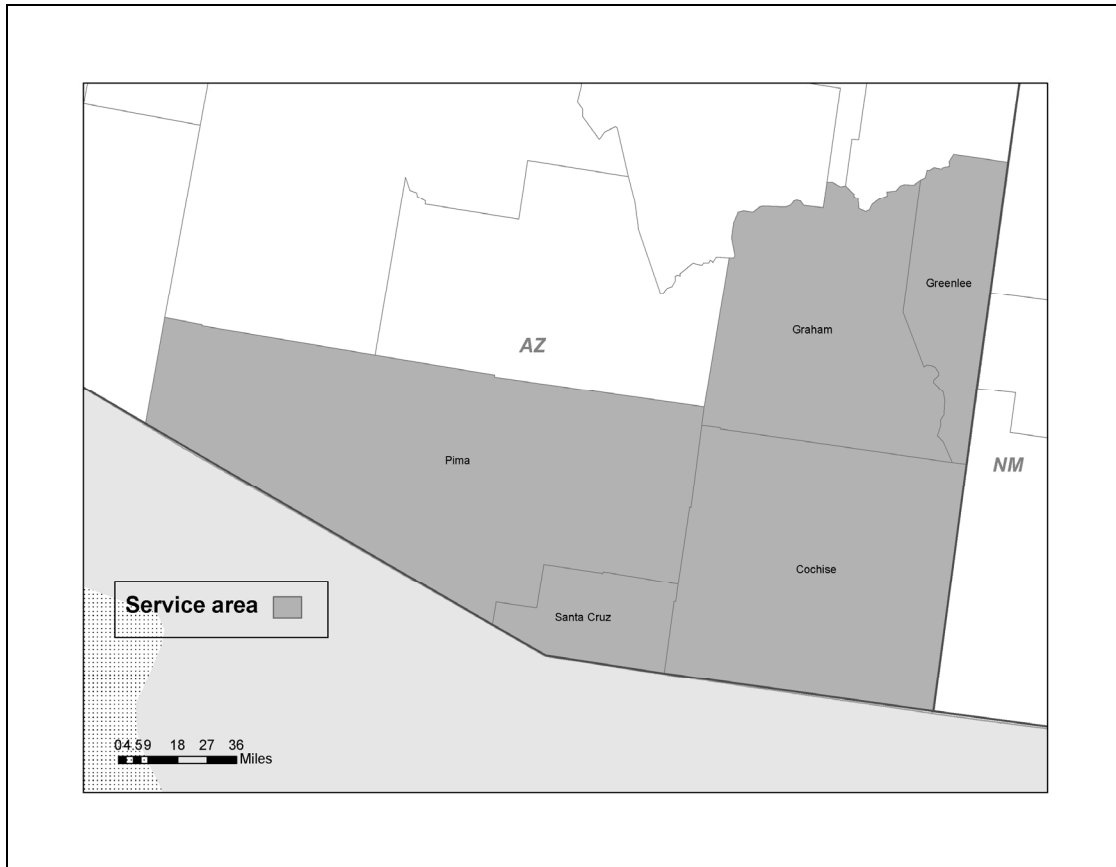 Greenlee
Graham
AZ
Pima
NM
Cochise
Service area
Santa Cruz
0 4.5 9 18 27 36
Miles